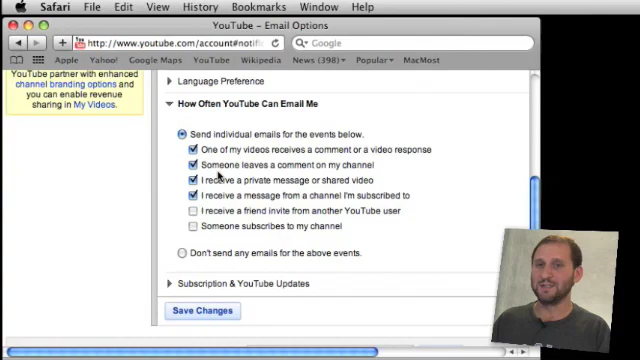 Safari File Edit View History Bookmarks Window Help
YouTube – Email Options
http://www.youtube.com/account#notific
Google
Apple Yahoo! Google Maps YouTube Wikipedia News (398) Popular MacMost
YouTube partner with enhanced
channel branding options and
you can enable revenue
sharing in My Videos.
Language Preference
How Often YouTube Can Email Me
Send individual emails for the events below.
One of my videos receives a comment or a video response
Someone leaves a comment on my channel
I receive a private message or shared video
I receive a message from a channel I'm subscribed to
I receive a friend invite from another YouTube user
Someone subscribes to my channel
Don't send any emails for the above events.
Subscription & YouTube Updates
Save Changes